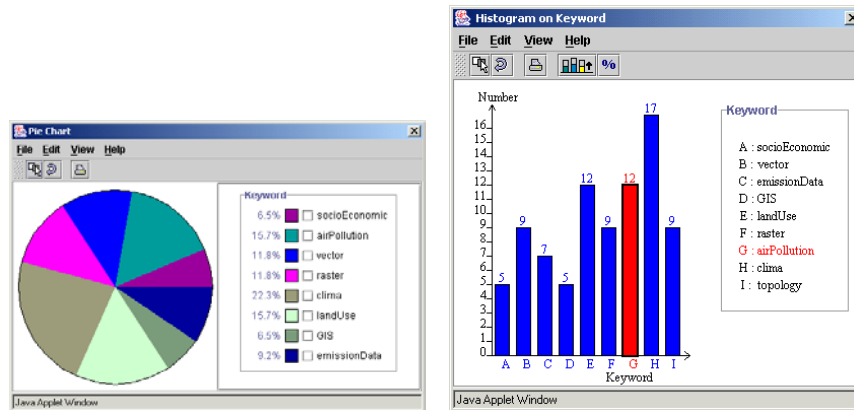 Pie Chart
File Edit View Help
Keyword
6.5% socioEconomic
15.7% airPollution
11.8% vector
11.8% raster
22.3% clima
15.7% landUse
6.5% GIS
9.2% emissionData
Java Applet Window
Histogram on Keyword
File Edit View Help
%
Number
16
15
14
13
12
11
10
9
8
7
6
5
4
3
2
1
0
5 9 7 5 12 9 12 17 9
A B C D E F G H I
Keyword
Keyword
A : socioEconomic
B : vector
C : emissionData
D : GIS
E : landUse
F : raster
G : airPollution
H : clima
I : topology
Java Applet Window